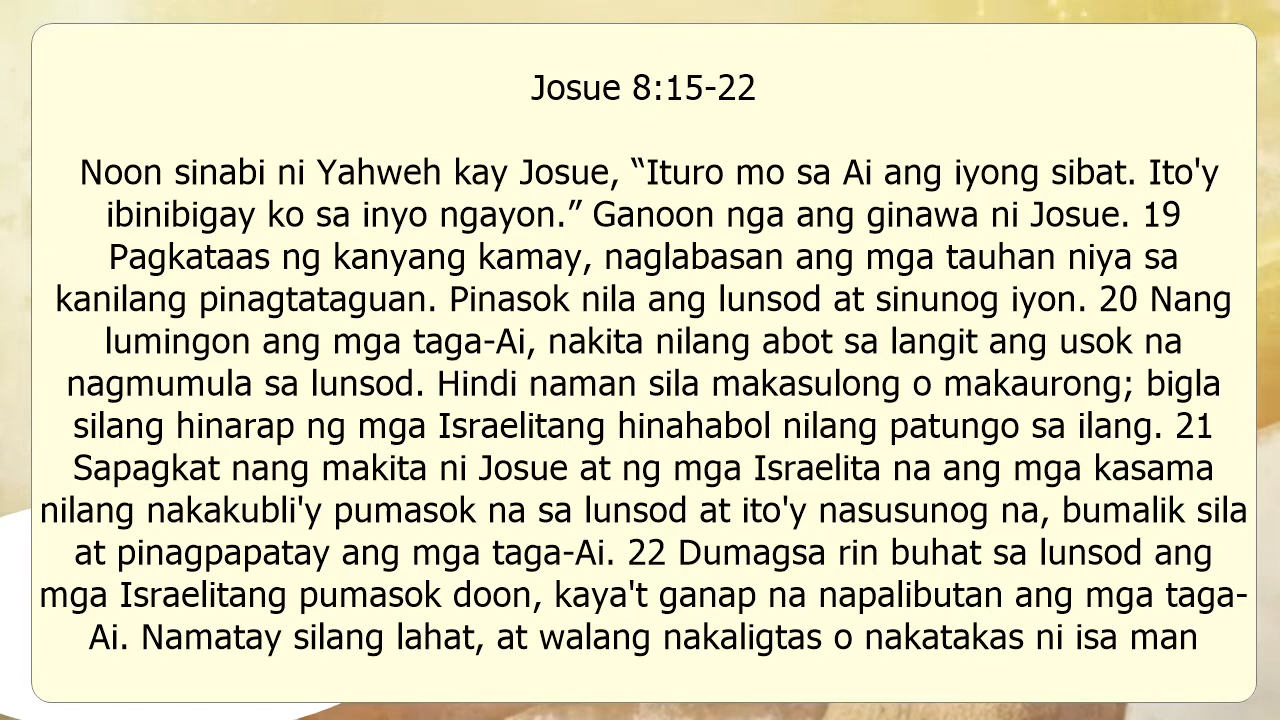 Josue 8:15-22
Noon sinabi ni Yahweh kay Josue, “Ituro mo sa Ai ang iyong sibat. Ito'y
ibinibigay ko sa inyo ngayon.” Ganoon nga ang ginawa ni Josue. 19
Pagkataas ng kanyang kamay, naglabasan ang mga tauhan niya sa
kanilang pinagtataguan. Pinasok nila ang lunsod at sinunog iyon. 20 Nang
lumingon ang mga taga-Ai, nakita nilang abot sa langit ang usok na
nagmumula sa lunsod. Hindi naman sila makasulong o makaurong; bigla
silang hinarap ng mga Israelitang hinahabol nilang patungo sa ilang. 21
Sapagkat nang makita ni Josue at ng mga Israelita na ang mga kasama
nilang nakakubli'y pumasok na sa lunsod at ito'y nasusunog na, bumalik sila
at pinagpapatay ang mga taga-Ai. 22 Dumagsa rin buhat sa lunsod ang
mga Israelitang pumasok doon, kaya't ganap na napalibutan ang mga taga-
Ai. Namatay silang lahat, at walang nakaligtas o nakatakas ni isa man